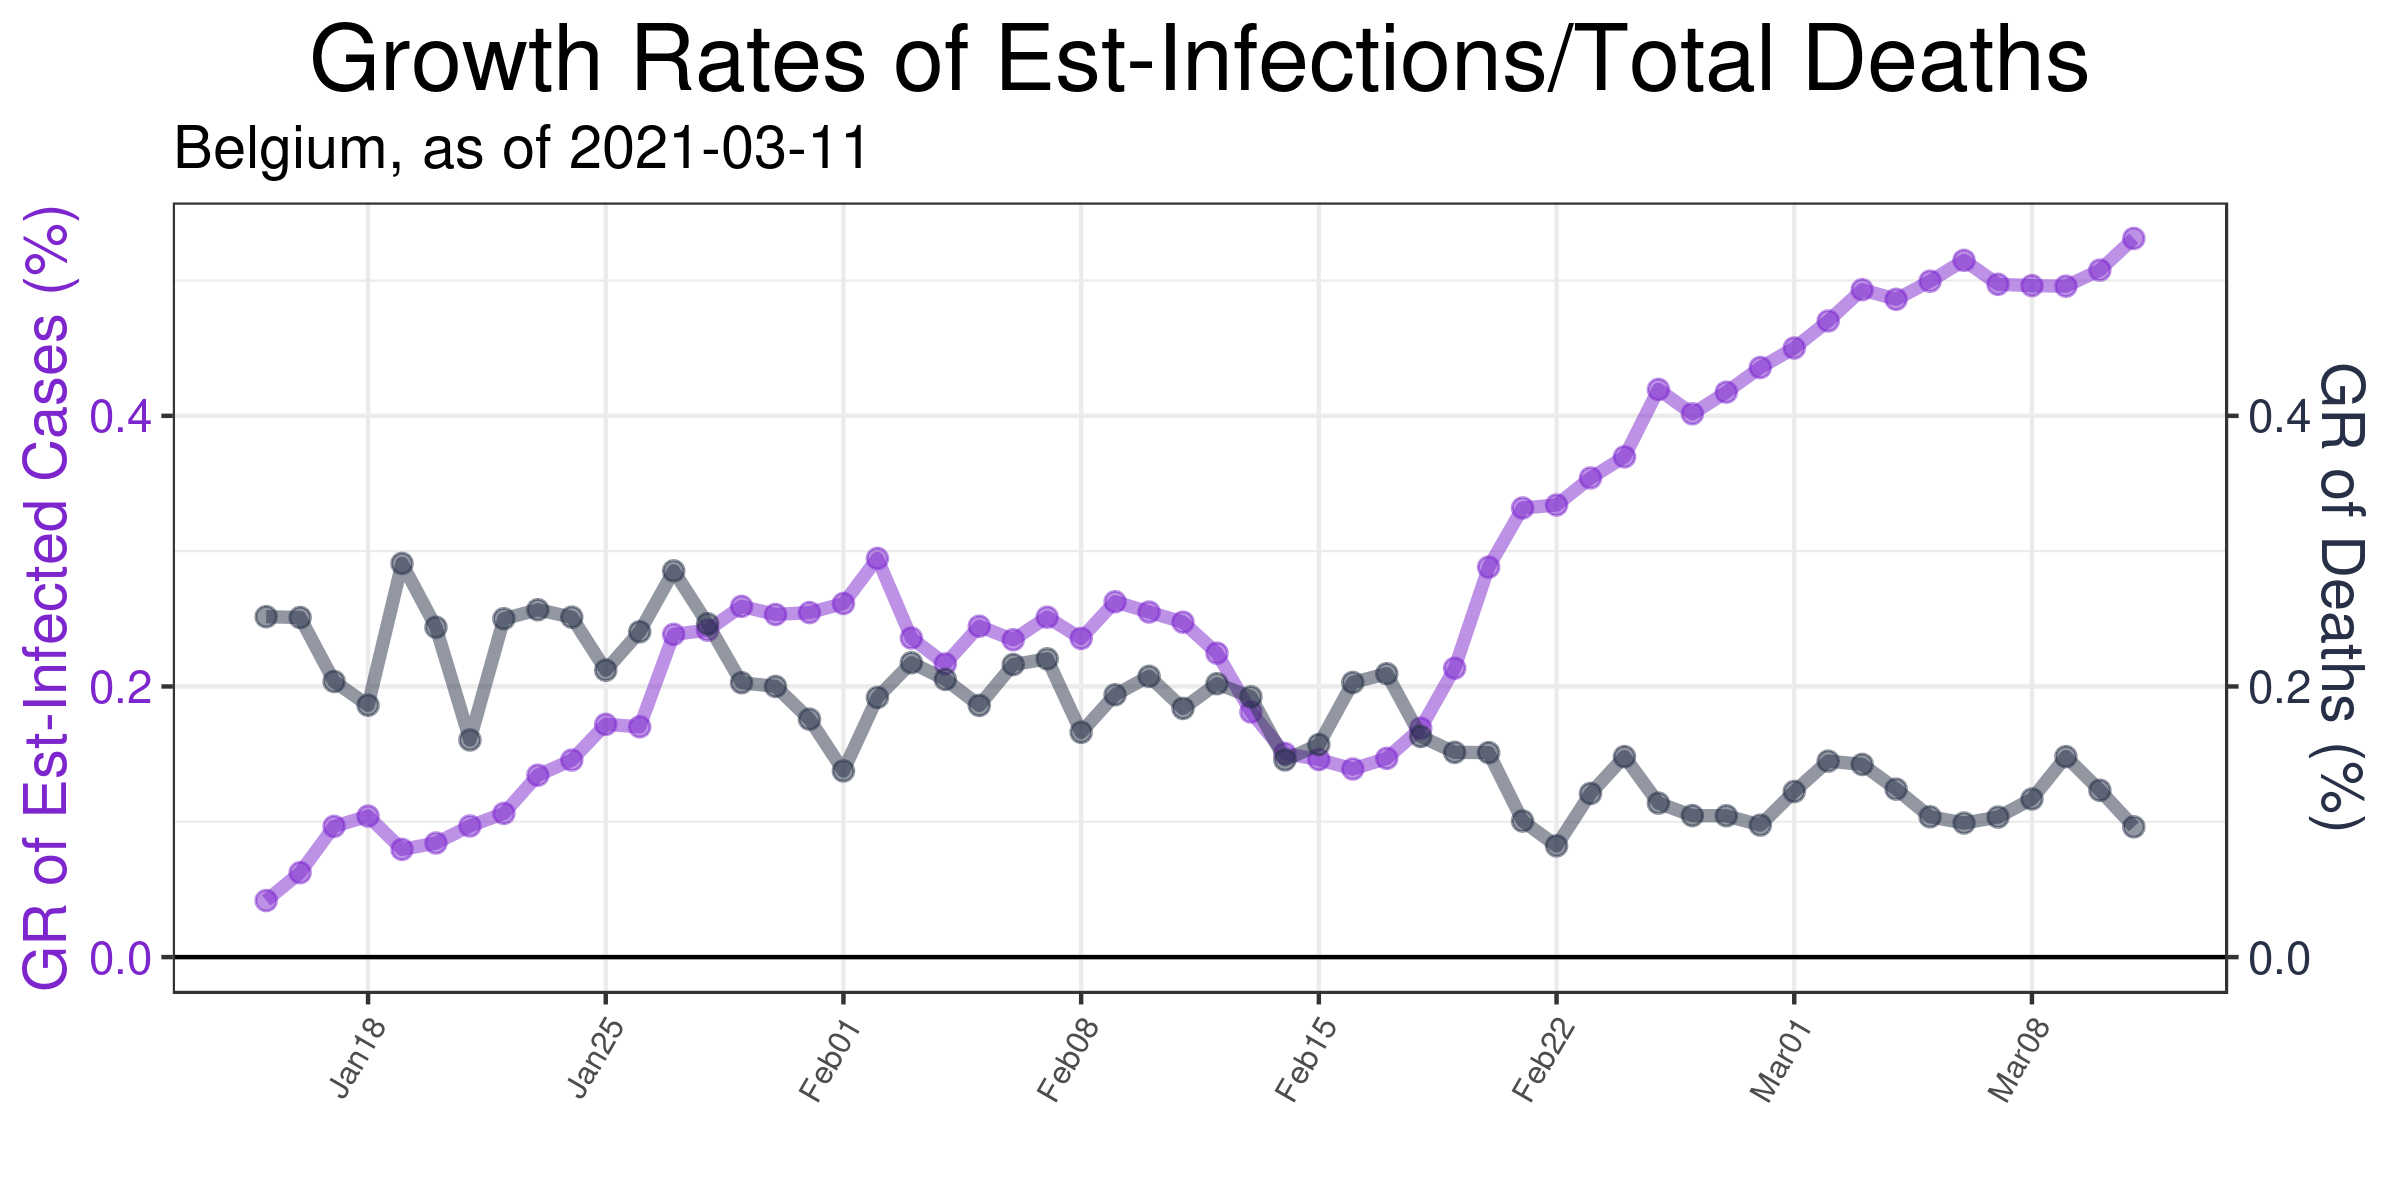 Growth Rates of Est-Infections/Total Deaths
Belgium, as of 2021-03-11
GR of Est-Infected Cases (%)
0.4
0.2
0.0
0.4
0.2
0.0
GR of Deaths (%)
Jan18
Jan25
Feb01
Feb08
Feb15
Feb22
Mar01
Mar08